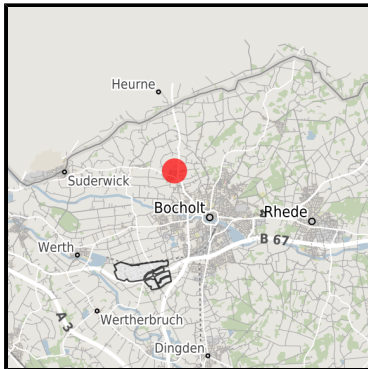 Heurne
Suderwick
Bocholt
Rhede
Werth
B 67
A 3
Wertherbruch
Dingden